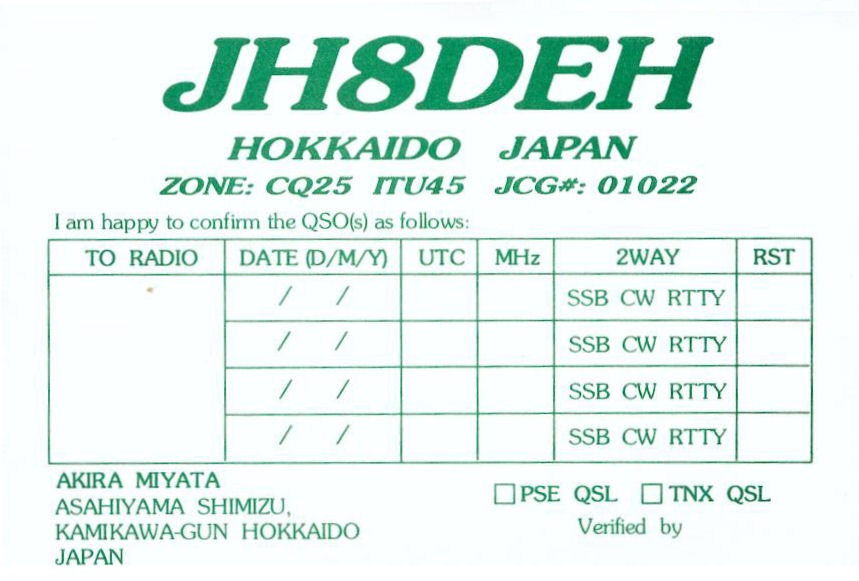 JH8DEH
HOKKAIDO JAPAN
ZONE: CQ25 ITU45 JCG#: 01022
I am happy to confirm the QSO(s) as follows:
TO RADIO DATE (D/M/Y) UTC MHz 2WAY RST
/ / SSB CW RTTY
/ / SSB CW RTTY
/ / SSB CW RTTY
/ / SSB CW RTTY
AKIRA MIYATA
ASAHIYAMA SHIMIZU,
KAMIKAWA-GUN HOKKAIDO
JAPAN
PSE QSL TNX QSL
Verified by